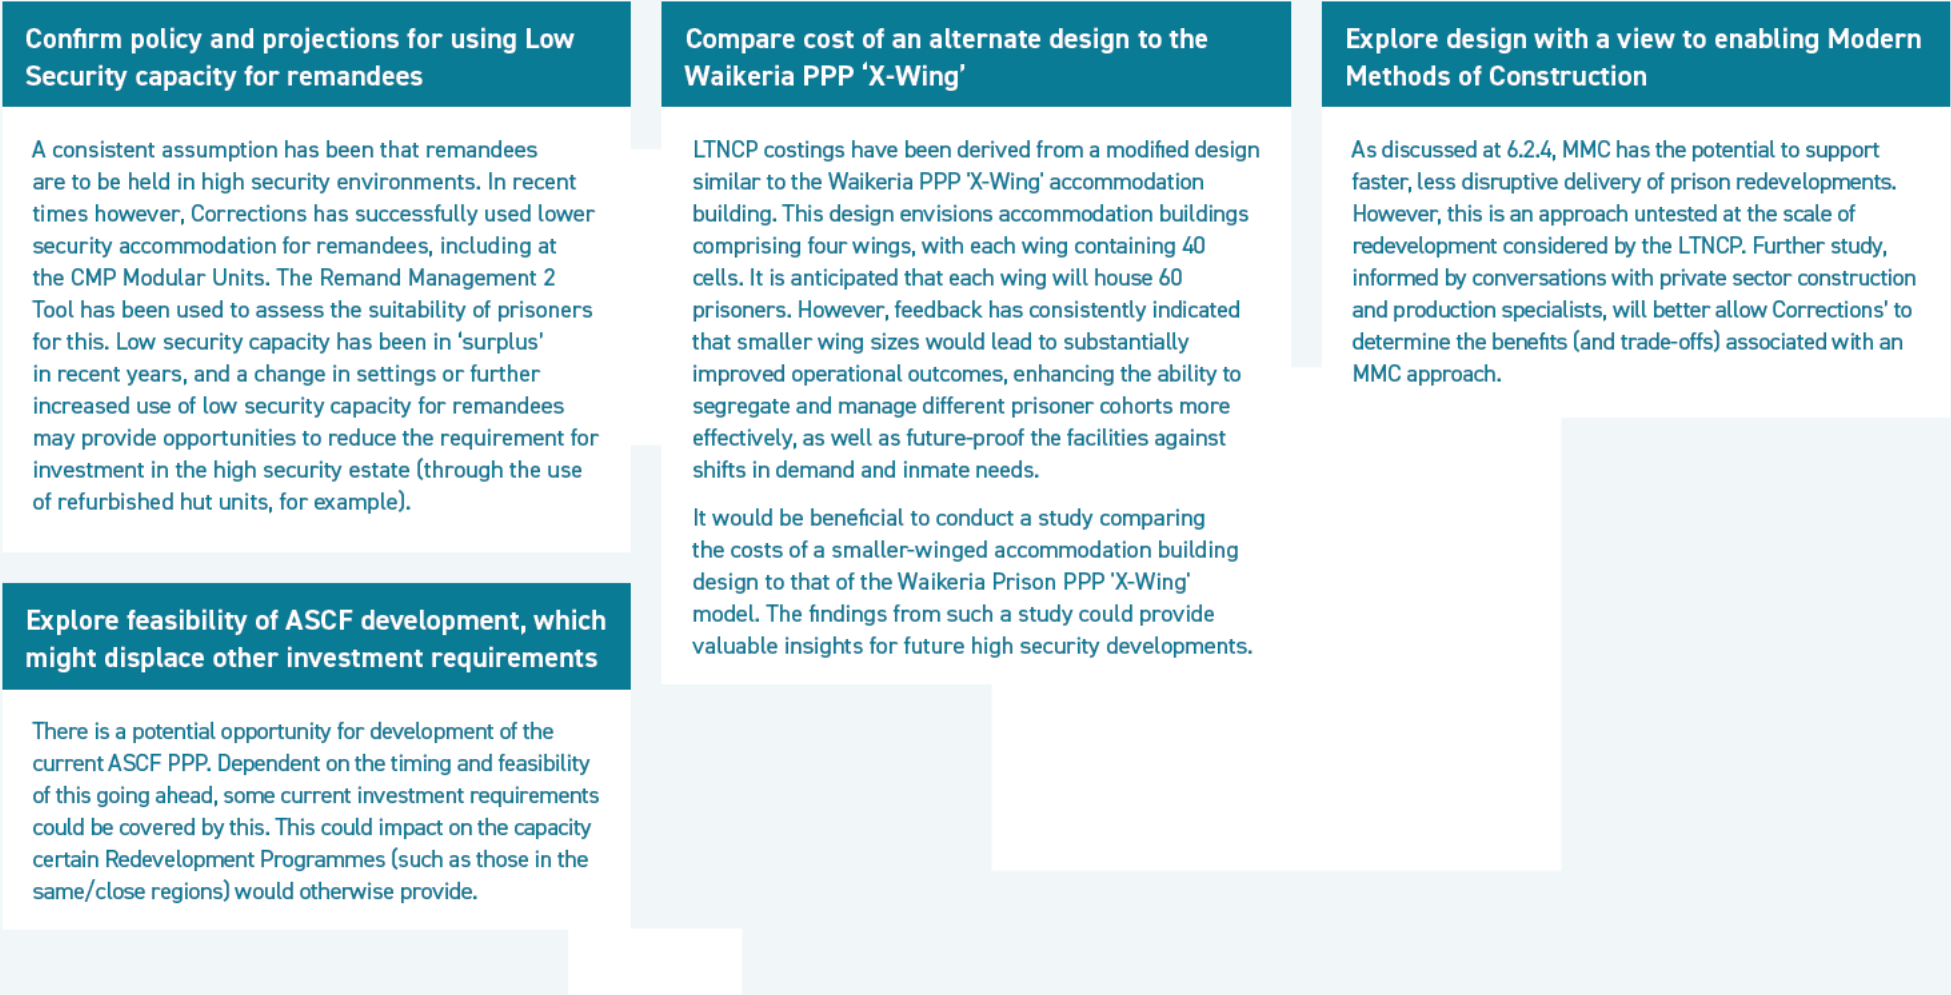 Confirm policy and projections for using Low
Security capacity for remandees
A consistent assumption has been that remandees
are to be held in high security environments. In recent
times however, Corrections has successfully used lower
security accommodation for remandees, including at
the CMP Modular Units. The Remand Management 2
Tool has been used to assess the suitability of prisoners
for this. Low security capacity has been in ‘surplus’
in recent years, and a change in settings or further
increased use of low security capacity for remandees
may provide opportunities to reduce the requirement for
investment in the high security estate (through the use
of refurbished hut units, for example).
Explore feasibility of ASCF development, which
might displace other investment requirements
There is a potential opportunity for development of the
current ASCF PPP. Dependent on the timing and feasibility
of this going ahead, some current investment requirements
could be covered by this. This could impact on the capacity
certain Redevelopment Programmes (such as those in the
same/close regions) would otherwise provide.
Compare cost of an alternate design to the
Waikeria PPP ‘X-Wing’
LTNCP costings have been derived from a modified design
similar to the Waikeria PPP 'X-Wing' accommodation
building. This design envisions accommodation buildings
comprising four wings, with each wing containing 40
cells. It is anticipated that each wing will house 60
prisoners. However, feedback has consistently indicated
that smaller wing sizes would lead to substantially
improved operational outcomes, enhancing the ability to
segregate and manage different prisoner cohorts more
effectively, as well as future-proof the facilities against
shifts in demand and inmate needs.
It would be beneficial to conduct a study comparing
the costs of a smaller-winged accommodation building
design to that of the Waikeria Prison PPP 'X-Wing'
model. The findings from such a study could provide
valuable insights for future high security developments.
Explore design with a view to enabling Modern
Methods of Construction
As discussed at 6.2.4, MMC has the potential to support
faster, less disruptive delivery of prison redevelopments.
However, this is an approach untested at the scale of
redevelopment considered by the LTNCP. Further study,
informed by conversations with private sector construction
and production specialists, will better allow Corrections’ to
determine the benefits (and trade-offs) associated with an
MMC approach.